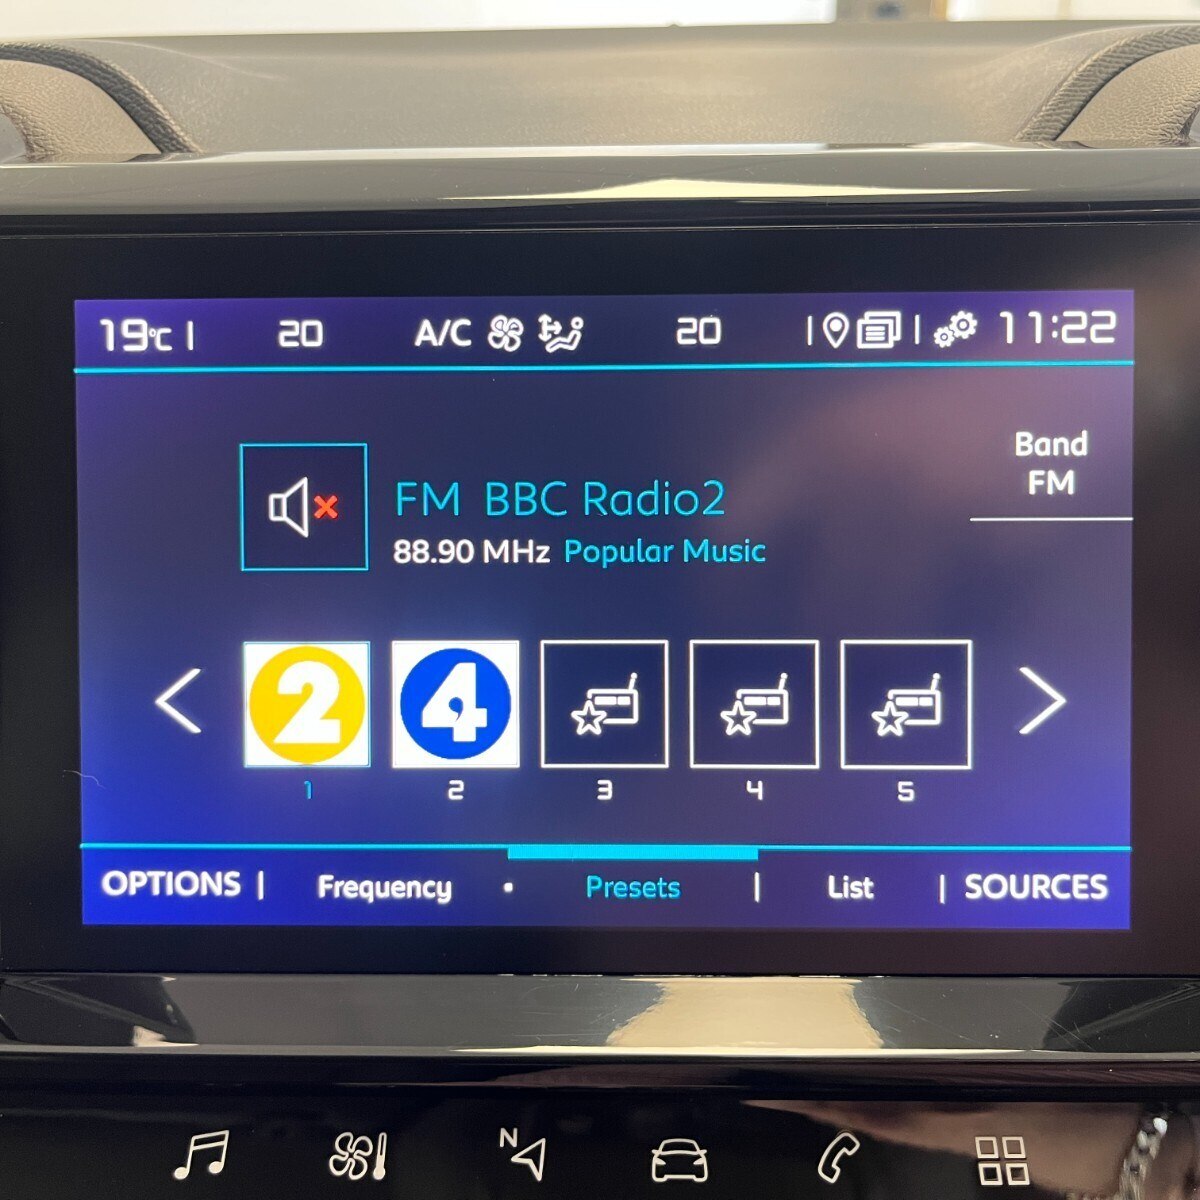 19°C | 20 A/C 20 11:22
Band
FM
FM BBC Radio2
88.90 MHz Popular Music
2 4
1 2 3 4 5
OPTIONS | Frequency • Presets | List | SOURCES
N